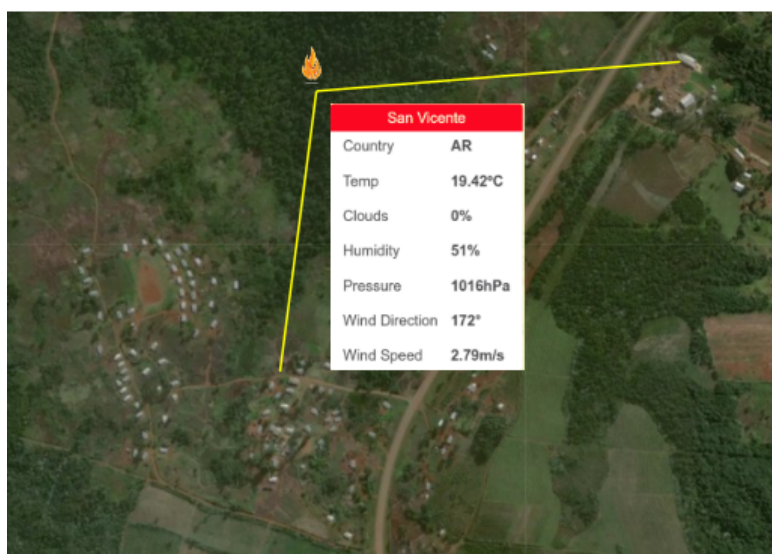 San Vicente
Country AR
Temp 19.42ºC
Clouds 0%
Humidity 51%
Pressure 1016hPa
Wind Direction 172°
Wind Speed 2.79m/s